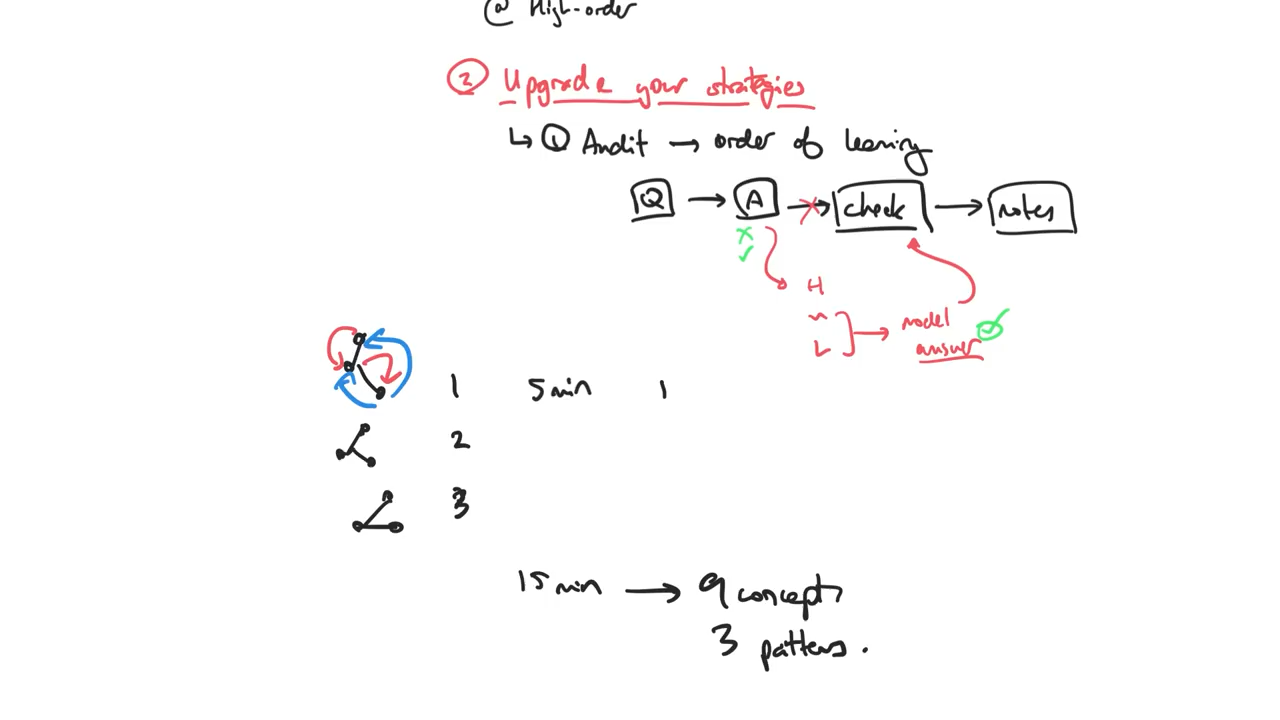 @ High-order
② Upgrade your strategies
↳ ① Audit → order of learning
Q → A → check → notes
H
M
L → model answer
1 5 min 1
2
3
15 min → 9 concepts
3 patterns.